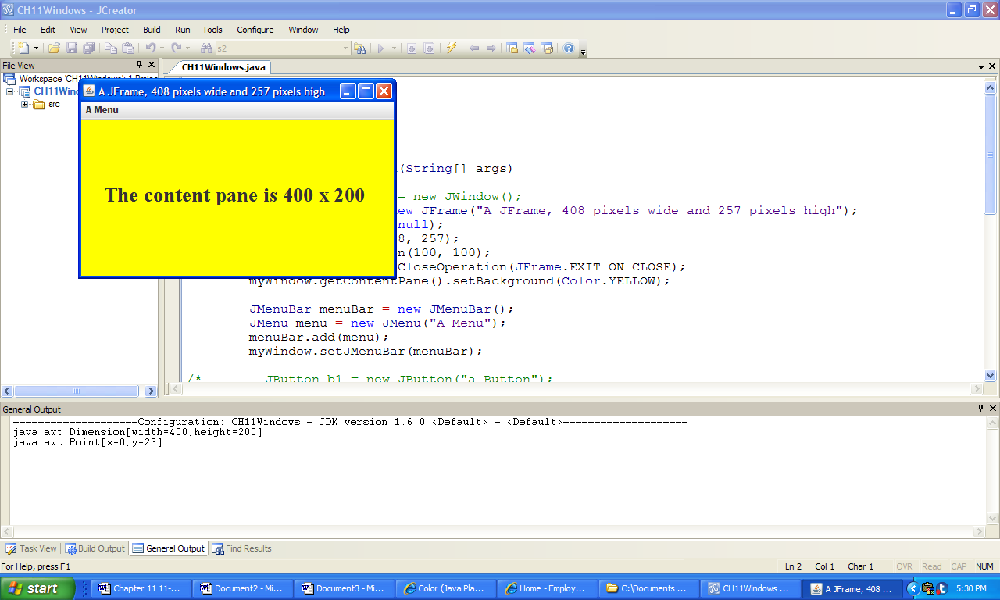 CH11Windows - JCreator
File Edit View Project Build Run Tools Configure Window Help
s2
File View
CH11Windows.java
Workspace 'CH11Windows': 1 Projec
CH11Wind
src
A JFrame, 408 pixels wide and 257 pixels high
A Menu
The content pane is 400 x 200
(String[] args)
= new JWindow();
ew JFrame("A JFrame, 408 pixels wide and 257 pixels high");
null);
8, 257);
n(100, 100);
CloseOperation(JFrame.EXIT_ON_CLOSE);
myWindow.getContentPane().setBackground(Color.YELLOW);
JMenuBar menuBar = new JMenuBar();
JMenu menu = new JMenu("A Menu");
menuBar.add(menu);
myWindow.setJMenuBar(menuBar);
/* JButton b1 = new JButton("a Button");
General Output
--------------------Configuration: CH11Windows - JDK version 1.6.0 <Default> - <Default>--------------------
java.awt.Dimension[width=400,height=200]
java.awt.Point[x=0,y=23]
Task View Build Output General Output Find Results
For Help, press F1
Ln 2 Col 1 Char 1 OVR Read CAP NUM
start Chapter 11 11-... Document2 - Mi... Document3 - Mi... Color (Java Pla... Home - Employ... C:\Documents ... CH11Windows ... A JFrame, 408 ... 5:30 PM